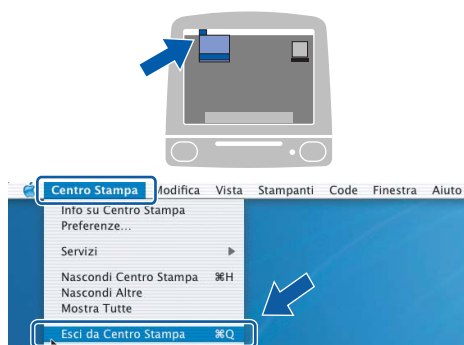 Centro Stampa Modifica Vista Stampanti Code Finestra Aiuto
Info su Centro Stampa
Preferenze...
Servizi
Nascondi Centro Stampa ⌘H
Nascondi Altre
Mostra Tutte
Esci da Centro Stampa ⌘Q